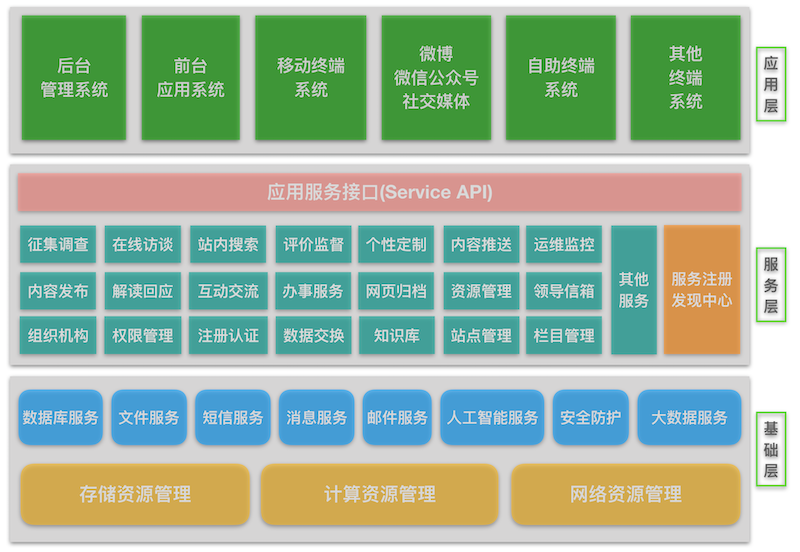 后台
管理系统
前台
应用系统
移动终端
系统
微博
微信公众号
社交媒体
自助终端
系统
其他
终端
系统
应用层
应用服务接口(Service API)
征集调查
在线访谈
站内搜索
评价监督
个性定制
内容推送
运维监控
内容发布
解读回应
互动交流
办事服务
网页归档
资源管理
领导信箱
组织机构
权限管理
注册认证
数据交换
知识库
站点管理
栏目管理
其他
服务
服务注册
发现中心
服务层
数据库服务
文件服务
短信服务
消息服务
邮件服务
人工智能服务
安全防护
大数据服务
存储资源管理
计算资源管理
网络资源管理
基础层